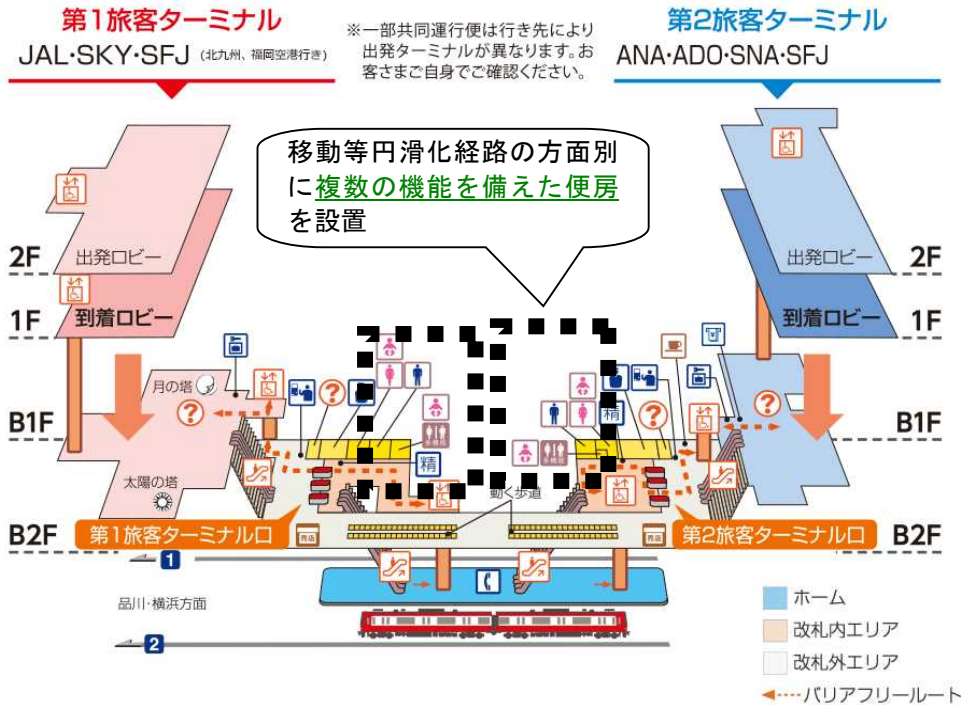 第1旅客ターミナル
JAL・SKY・SFJ (北九州、福岡空港行き)
※一部共同運行便は行き先により
出発ターミナルが異なります。お
客さまご自身でご確認ください。
第2旅客ターミナル
ANA・ADO・SNA・SFJ
移動等円滑化経路の方面別
に複数の機能を備えた便房
を設置
2F
出発ロビー
出発ロビー
2F
1F
到着ロビー
到着ロビー
1F
月の塔
?
?
精
?
?
B1F
B1F
精
太陽の塔
動く歩道
B2F
第1旅客ターミナル口
売店
売店
第2旅客ターミナル口
B2F
1
品川・横浜方面
2
ホーム
改札内エリア
改札外エリア
バリアフリールート